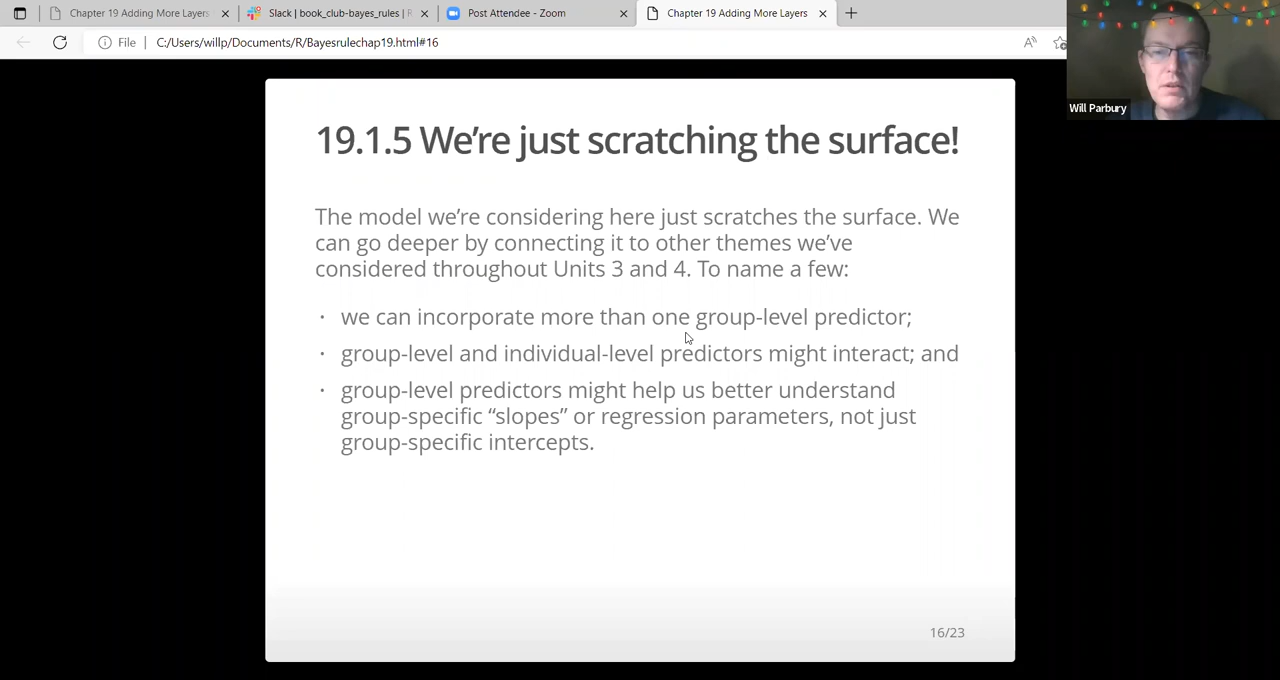 Chapter 19 Adding More Layers
Slack | book_club-bayes_rules | R
Post Attendee - Zoom
Chapter 19 Adding More Layers
File
C:/Users/willp/Documents/R/Bayesrulechap19.html#16
Will Parbury
19.1.5 We’re just scratching the surface!
The model we’re considering here just scratches the surface. We
can go deeper by connecting it to other themes we’ve
considered throughout Units 3 and 4. To name a few:
· we can incorporate more than one group-level predictor;
· group-level and individual-level predictors might interact; and
· group-level predictors might help us better understand
group-specific “slopes” or regression parameters, not just
group-specific intercepts.
16/23